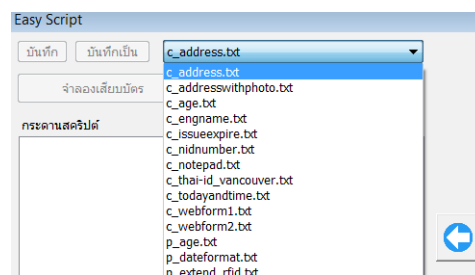 Easy Script
บันทึก บันทึกเป็น c_address.txt
c_address.txt
c_addresswithphoto.txt
จำลองเสียบบัตร
c_age.txt
c_engname.txt
กระดานสคริปต์
c_issueexpire.txt
c_nidnumber.txt
c_notepad.txt
c_thai-id_vancouver.txt
c_todayandtime.txt
c_webform1.txt
c_webform2.txt
p_age.txt
p_dateformat.txt
p_extend_rfid.txt